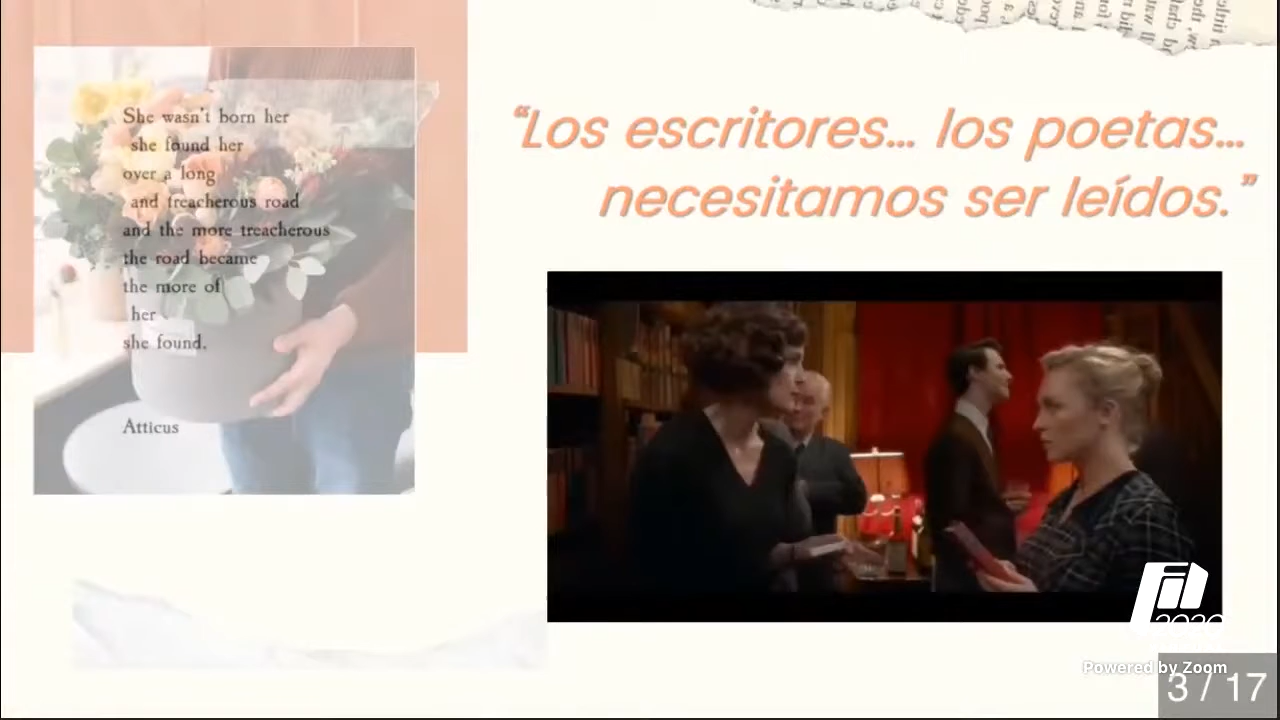 She wasn't born her
she found her
over a long
and treacherous road
and the more treacherous
the road became
the more of
her
she found.
Atticus
“Los escritores... los poetas...
necesitamos ser leídos.”
fil
2020
Powered by Zoom
3 / 17